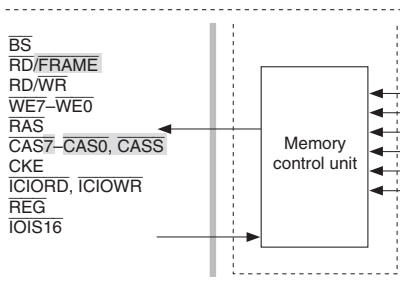 BS
RD/FRAME
RD/WR
WE7–WE0
RAS
CAS7–CAS0, CASS
CKE
ICIORD, ICIOWR
REG
IOIS16
Memory
control unit